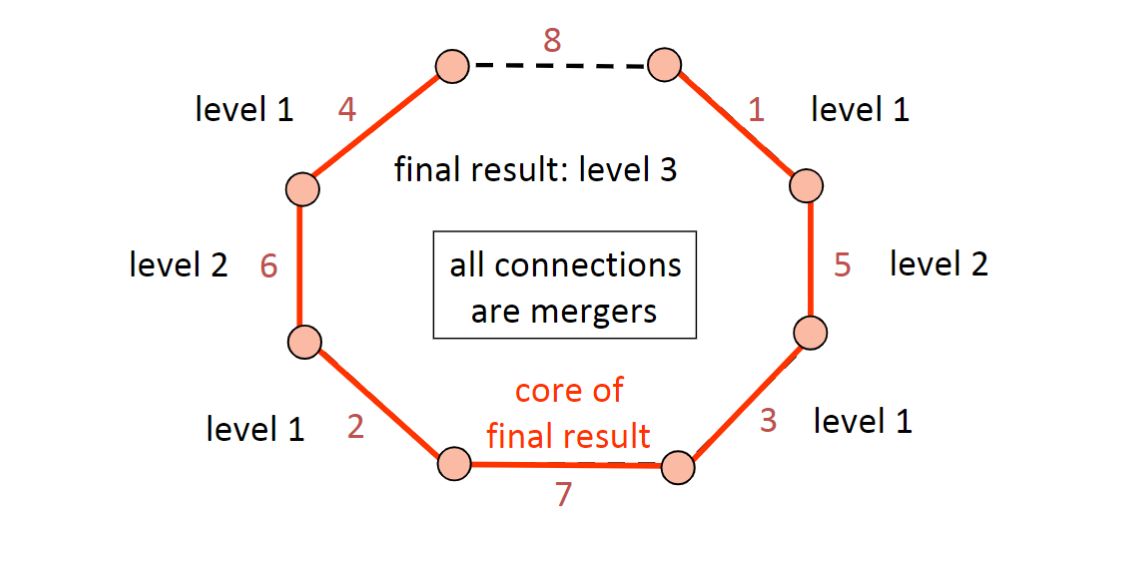 8
level 1 4
1 level 1
final result: level 3
level 2 6
all connections
are mergers
5 level 2
core of
final result
level 1 2
3 level 1
7